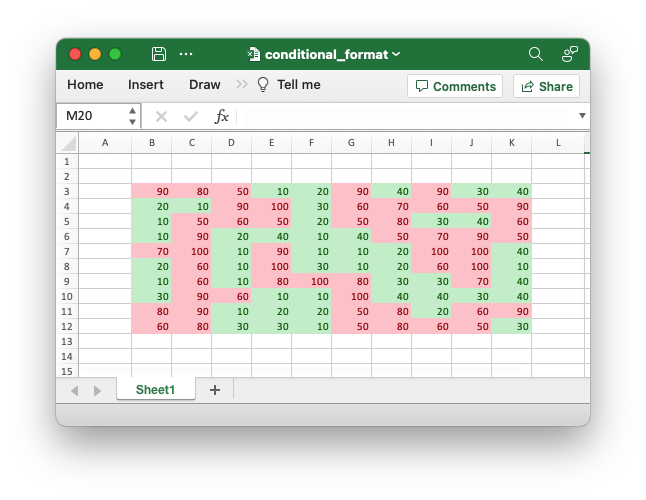 conditional_format
Home Insert Draw Tell me Comments Share
M20 fx
A B C D E F G H I J K L
1
2
3 90 80 50 10 20 90 40 90 30 40
4 20 10 90 100 30 60 70 60 50 90
5 10 50 60 50 20 50 80 30 40 60
6 10 90 20 40 10 40 50 70 90 50
7 70 100 10 90 10 10 20 100 100 40
8 20 60 10 100 30 10 20 60 100 10
9 10 60 10 80 100 80 30 30 70 40
10 30 90 60 10 10 100 40 40 30 40
11 80 90 10 20 20 50 80 20 60 90
12 60 80 30 30 10 50 80 60 50 30
13
14
15
Sheet1